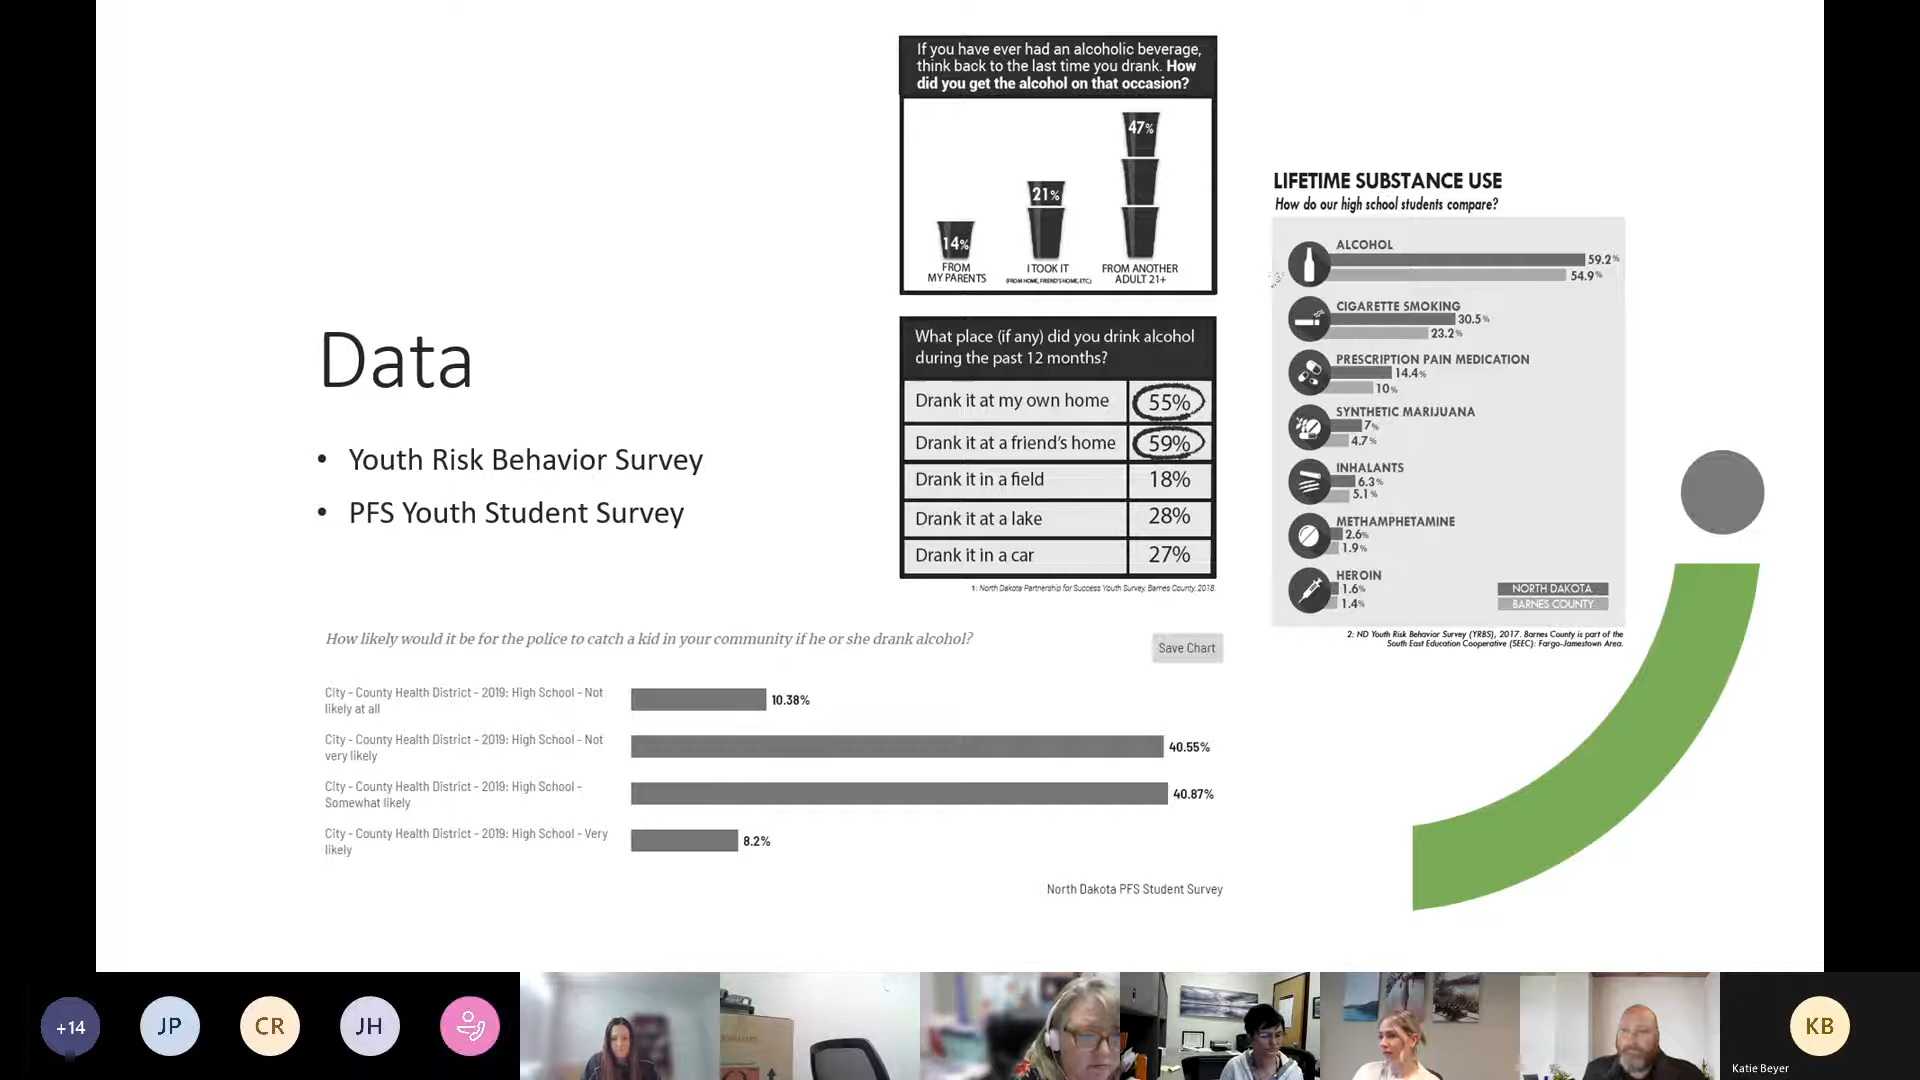 If you have ever had an alcoholic beverage,
think back to the last time you drank. How
did you get the alcohol on that occasion?
47%
21%
14%
FROM
MY PARENTS
I TOOK IT
(FROM HOME, FRIEND'S HOME, ETC.)
FROM ANOTHER
ADULT 21+
What place (if any) did you drink alcohol
during the past 12 months?
Drank it at my own home 55%
Drank it at a friend's home 59%
Drank it in a field 18%
Drank it at a lake 28%
Drank it in a car 27%
1: North Dakota Partnership for Success Youth Survey, Barnes County, 2018.
LIFETIME SUBSTANCE USE
How do our high school students compare?
ALCOHOL
59.2%
54.9%
CIGARETTE SMOKING
30.5%
23.2%
PRESCRIPTION PAIN MEDICATION
14.4%
10%
SYNTHETIC MARIJUANA
7%
4.7%
INHALANTS
6.3%
5.1%
METHAMPHETAMINE
2.6%
1.9%
HEROIN
1.6%
1.4%
NORTH DAKOTA
BARNES COUNTY
2: ND Youth Risk Behavior Survey (YRBS), 2017. Barnes County is part of the
South East Education Cooperative (SEEC): Fargo-Jamestown Area.
Data
• Youth Risk Behavior Survey
• PFS Youth Student Survey
How likely would it be for the police to catch a kid in your community if he or she drank alcohol?
Save Chart
City - County Health District - 2019: High School - Not
likely at all
10.38%
City - County Health District - 2019: High School - Not
very likely
40.55%
City - County Health District - 2019: High School -
Somewhat likely
40.87%
City - County Health District - 2019: High School - Very
likely
8.2%
North Dakota PFS Student Survey
+14
JP
CR
JH
KB
Katie Beyer